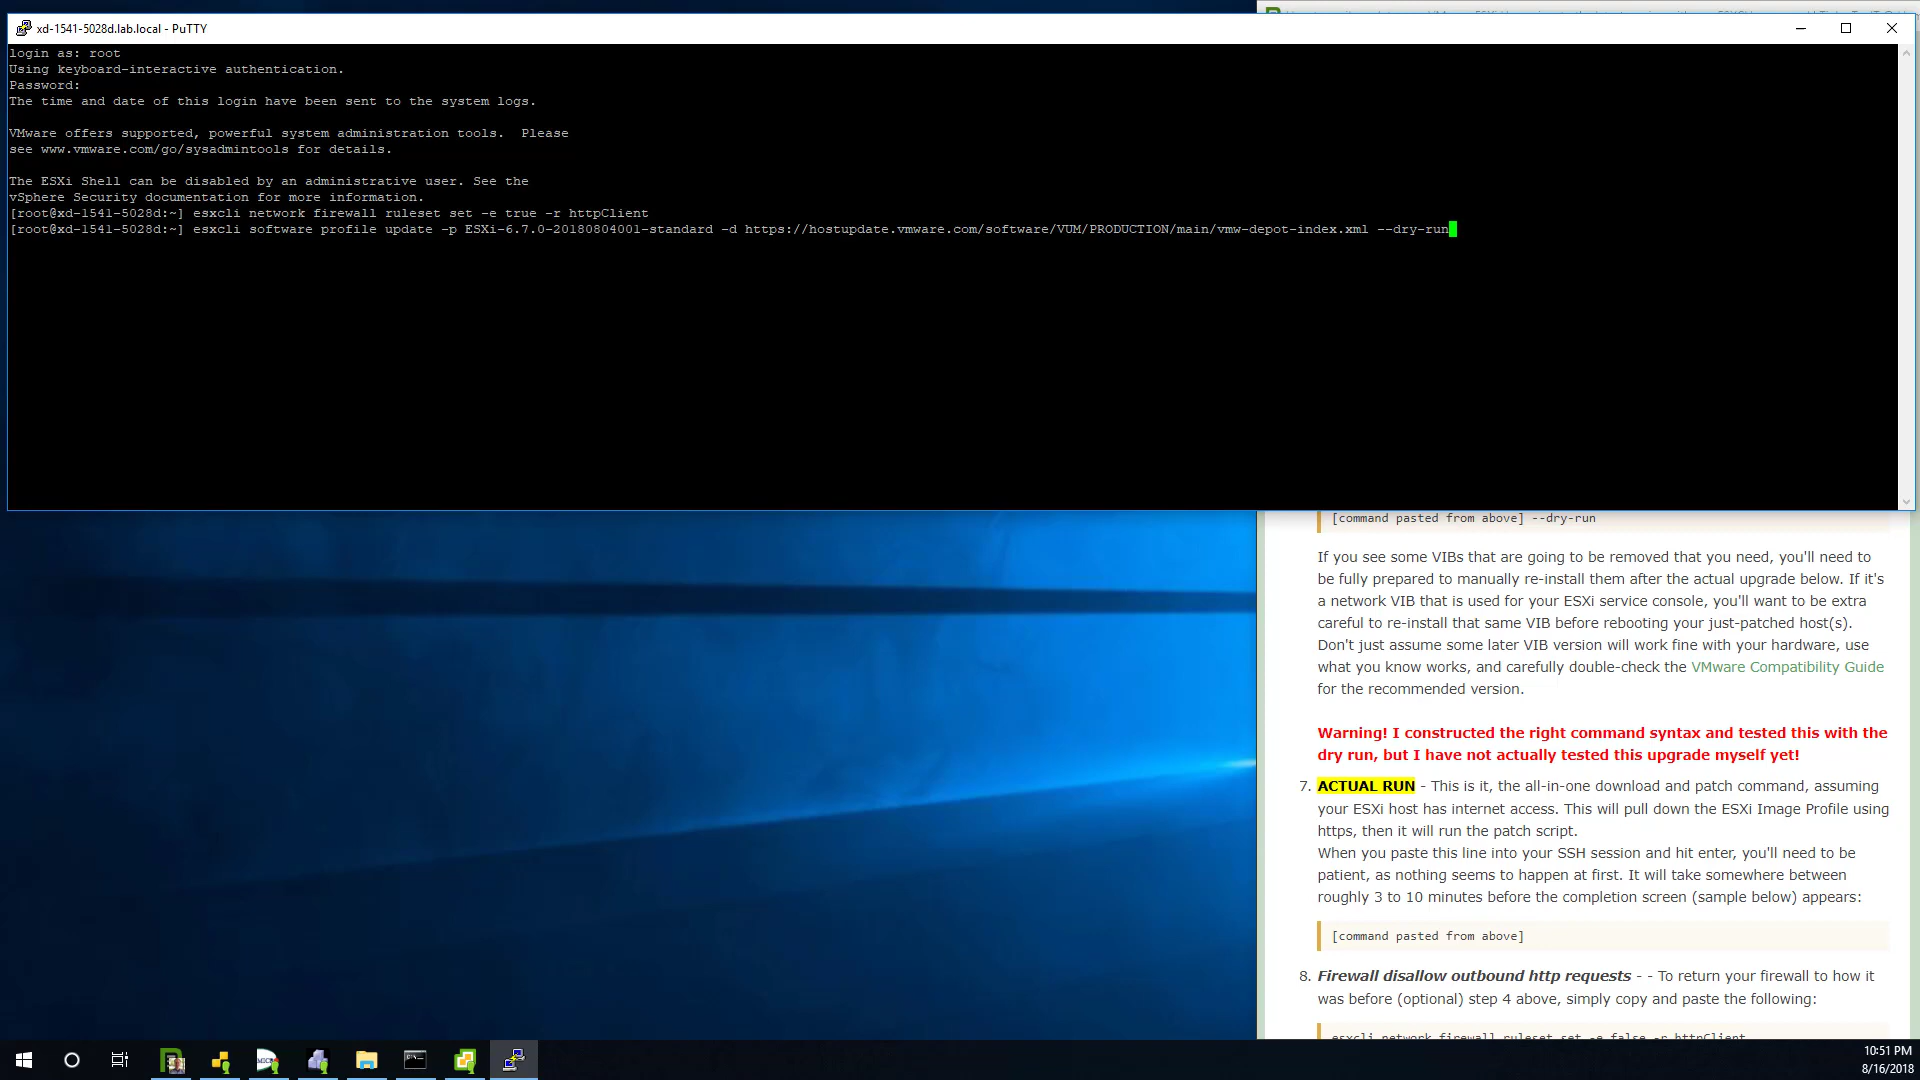 xd-1541-5028d.lab.local - PuTTY
login as: root
Using keyboard-interactive authentication.
Password:
The time and date of this login have been sent to the system logs.
VMware offers supported, powerful system administration tools.  Please
see www.vmware.com/go/sysadmintools for details.
The ESXi Shell can be disabled by an administrative user. See the
vSphere Security documentation for more information.
[root@xd-1541-5028d:~] esxcli network firewall ruleset set -e true -r httpClient
[root@xd-1541-5028d:~] esxcli software profile update -p ESXi-6.7.0-20180804001-standard -d https://hostupdate.vmware.com/software/VUM/PRODUCTION/main/vmw-depot-index.xml --dry-run
[command pasted from above] --dry-run
If you see some VIBs that are going to be removed that you need, you'll need to
be fully prepared to manually re-install them after the actual upgrade below. If it's
a network VIB that is used for your ESXi service console, you'll want to be extra
careful to re-install that same VIB before rebooting your just-patched host(s).
Don't just assume some later VIB version will work fine with your hardware, use
what you know works, and carefully double-check the VMware Compatibility Guide
for the recommended version.
Warning! I constructed the right command syntax and tested this with the
dry run, but I have not actually tested this upgrade myself yet!
7. ACTUAL RUN - This is it, the all-in-one download and patch command, assuming
your ESXi host has internet access. This will pull down the ESXi Image Profile using
https, then it will run the patch script.
When you paste this line into your SSH session and hit enter, you'll need to be
patient, as nothing seems to happen at first. It will take somewhere between
roughly 3 to 10 minutes before the completion screen (sample below) appears:
[command pasted from above]
8. Firewall disallow outbound http requests - - To return your firewall to how it
was before (optional) step 4 above, simply copy and paste the following:
esxcli network firewall ruleset set -e false -r httpClient
10:51 PM
8/16/2018